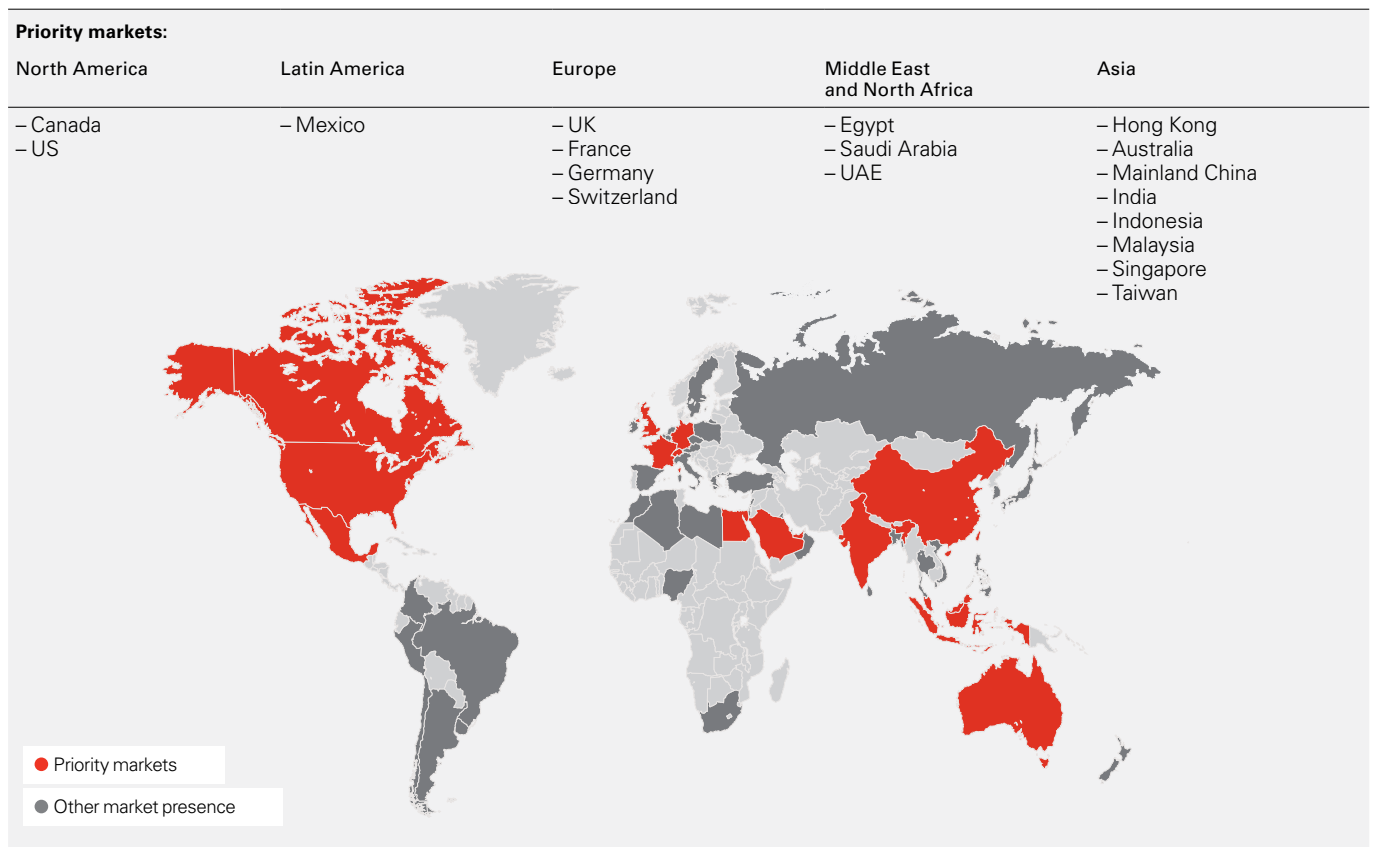 Priority markets:
North America
Latin America
Europe
Middle East
and North Africa
Asia
– Canada
– US
– Mexico
– UK
– France
– Germany
– Switzerland
– Egypt
– Saudi Arabia
– UAE
– Hong Kong
– Australia
– Mainland China
– India
– Indonesia
– Malaysia
– Singapore
– Taiwan
Priority markets
Other market presence